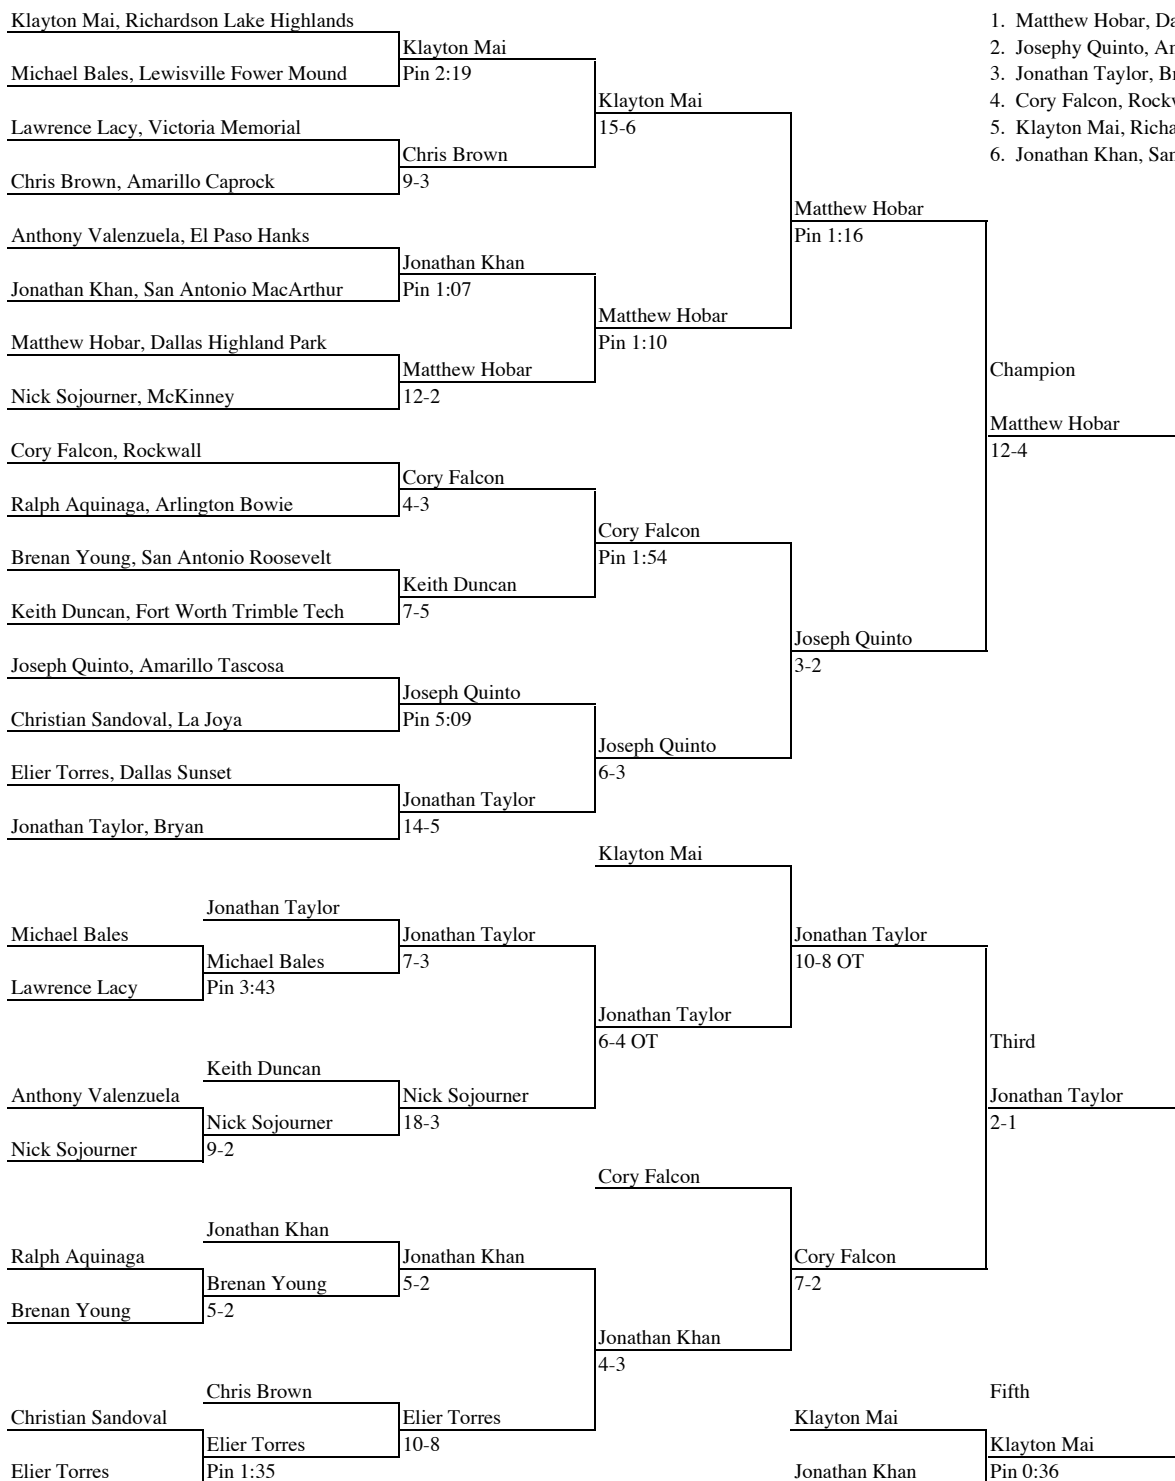 Klayton Mai, Richardson Lake Highlands
1. Matthew Hobar,
Klayton Mai
2. Josephy Quinto,
Michael Bales, Lewisville Fower Mound
Pin 2:19
3. Jonathan Taylor,
Klayton Mai
4. Cory Falcon,
Lawrence Lacy, Victoria Memorial
15-6
5. Klayton Mai,
Chris Brown
6. Jonathan Khan,
Chris Brown, Amarillo Caprock
9-3
Matthew Hobar
Anthony Valenzuela, El Paso Hanks
Pin 1:16
Jonathan Khan
Jonathan Khan, San Antonio MacArthur
Pin 1:07
Matthew Hobar
Matthew Hobar, Dallas Highland Park
Pin 1:10
Matthew Hobar
Champion
Nick Sojourner, McKinney
12-2
Matthew Hobar
Cory Falcon, Rockwall
12-4
Cory Falcon
Ralph Aquinaga, Arlington Bowie
4-3
Cory Falcon
Brenan Young, San Antonio Roosevelt
Pin 1:54
Keith Duncan
Keith Duncan, Fort Worth Trimble Tech
7-5
Joseph Quinto
Joseph Quinto, Amarillo Tascosa
3-2
Joseph Quinto
Christian Sandoval, La Joya
Pin 5:09
Joseph Quinto
Elier Torres, Dallas Sunset
6-3
Jonathan Taylor
Jonathan Taylor, Bryan
14-5
Klayton Mai
Jonathan Taylor
Michael Bales
Jonathan Taylor
Jonathan Taylor
Michael Bales
7-3
10-8 OT
Lawrence Lacy
Pin 3:43
Jonathan Taylor
6-4 OT
Third
Keith Duncan
Anthony Valenzuela
Nick Sojourner
Jonathan Taylor
Nick Sojourner
18-3
2-1
Nick Sojourner
9-2
Cory Falcon
Jonathan Khan
Ralph Aquinaga
Jonathan Khan
Cory Falcon
Brenan Young
5-2
7-2
Brenan Young
5-2
Jonathan Khan
4-3
Chris Brown
Fifth
Christian Sandoval
Elier Torres
Klayton Mai
Elier Torres
10-8
Klayton Mai
Elier Torres
Pin 1:35
Jonathan Khan
Pin 0:36